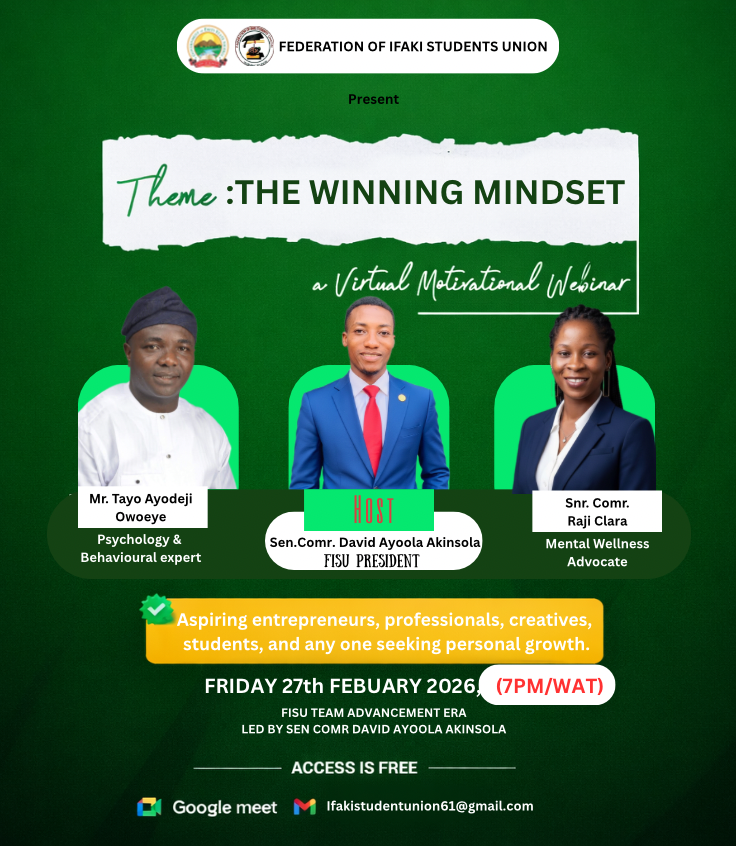 FEDERATION OF IFAKI STUDENTS UNION
Present
Theme :THE WINNING MINDSET
a Virtual Motivational Webinar
Mr. Tayo Ayodeji
Owoeye
Psychology &
Behavioural expert
HOST
Sen.Comr. David Ayoola Akinsola
FISU PRESIDENT
Snr. Comr.
Raji Clara
Mental Wellness
Advocate
Aspiring entrepreneurs, professionals, creatives,
students, and any one seeking personal growth.
FRIDAY 27th FEBUARY 2026, (7PM/WAT)
FISU TEAM ADVANCEMENT ERA
LED BY SEN COMR DAVID AYOOLA AKINSOLA
ACCESS IS FREE
Google meet Ifakistudentunion61@gmail.com